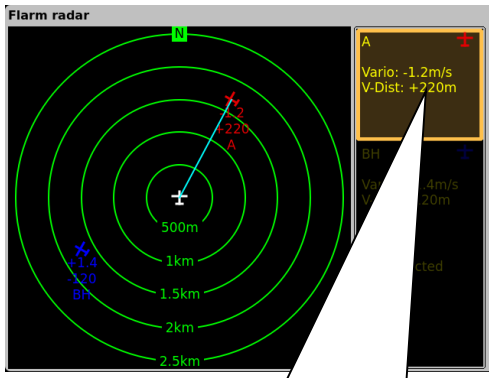 Flarm radar
N
A
Vario: -1.2m/s
V-Dist: +220m
-1.2
+220
A
BH
500m
+1.4
-120
BH
1km
1.5km
2km
2.5km